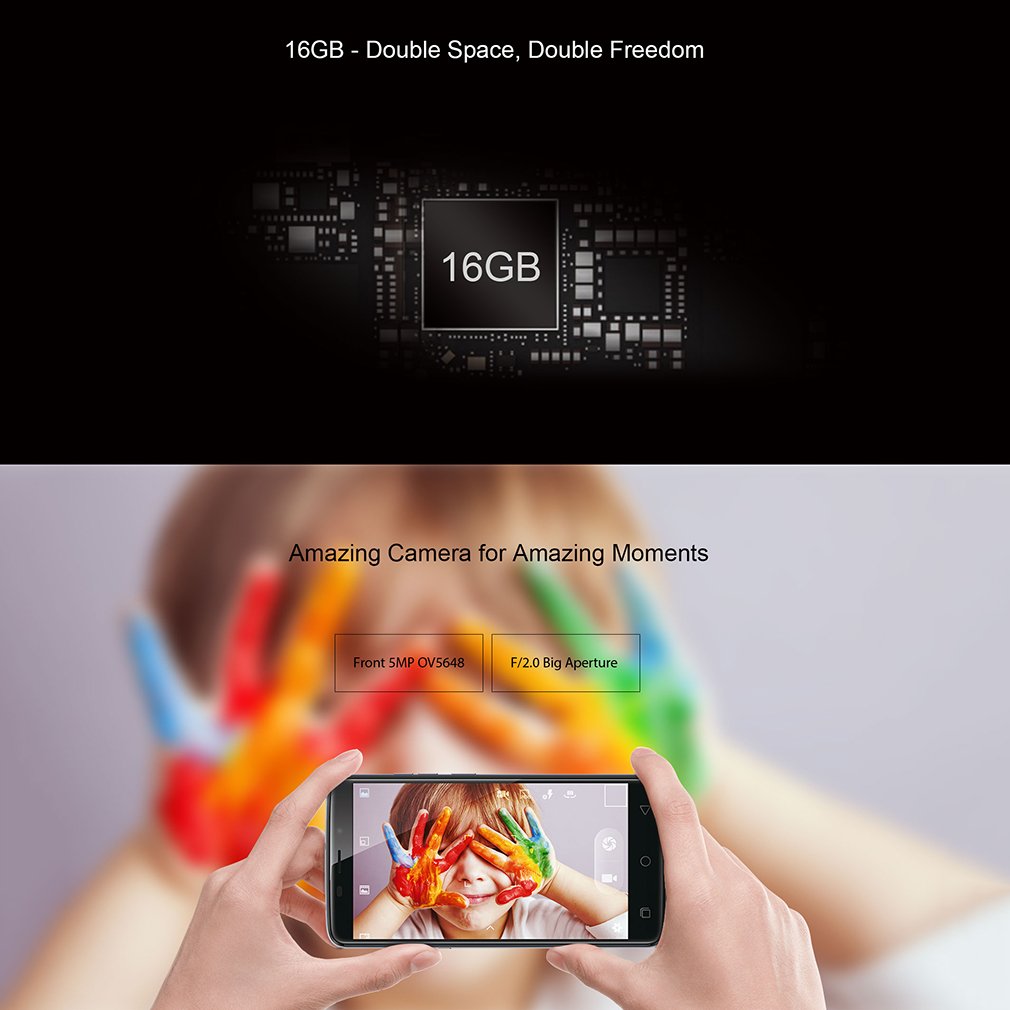 16GB - Double Space, Double Freedom
16GB
Amazing Camera for Amazing Moments
Front 5MP OV5648
F/2.0 Big Aperture